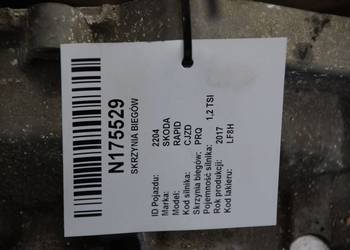 N175529
SKRZYNIA BIEGÓW
ID Pojazdu: 2204
Marka: SKODA
Model: RAPID
Kod silnika: CJZD
Skrzynia biegów: PRQ
Pojemność silnika: 1,2 TSI
Rok produkcji: 2017
Kod lakieru: LF8H